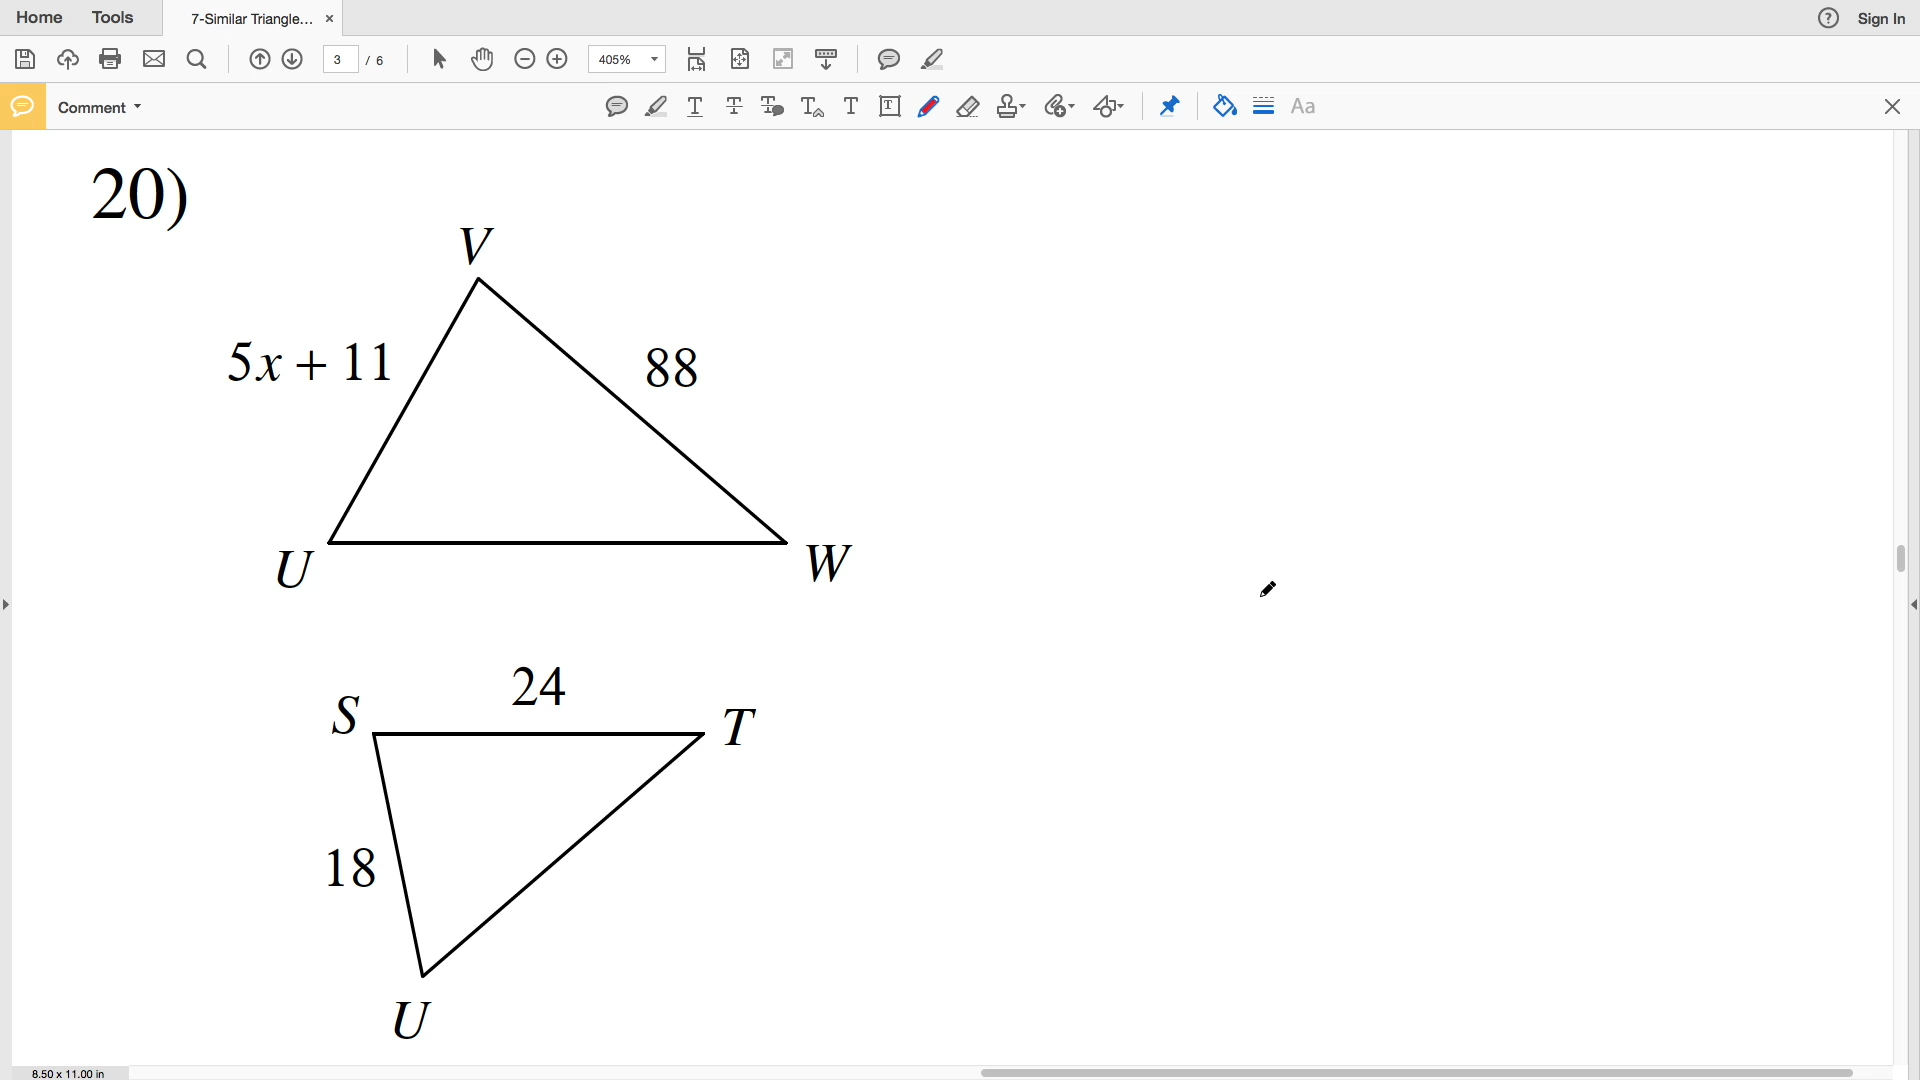 Home Tools 7-Similar Triangle... × ? Sign In
3 / 6 405%
Comment Aa
20)
V
5x + 11
88
U
W
24
S
T
18
U
8.50 x 11.00 in